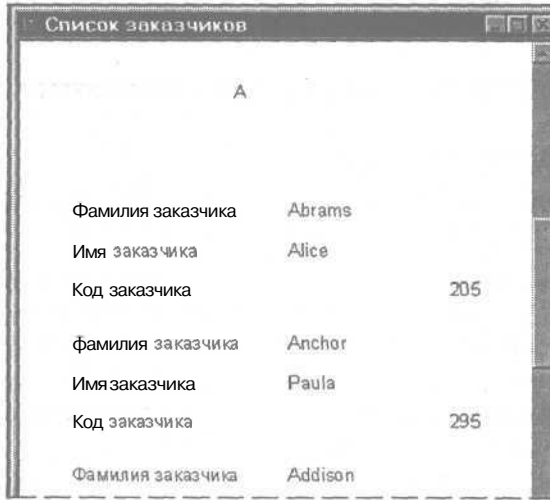 Список заказчиков
A
Фамилия заказчика Abrams
Имя заказчика Alice
Код заказчика 205
фамилия заказчика Anchor
Имя заказчика Paula
Код заказчика 295
Фамилия заказчика Addison